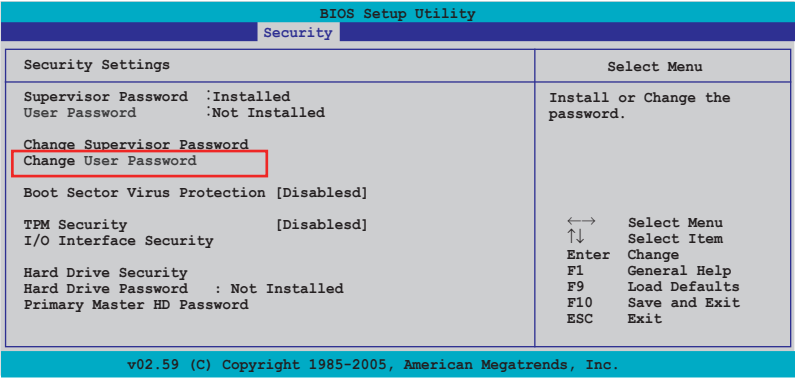 BIOS Setup Utility
Security
Security Settings
Supervisor Password :Installed
User Password :Not Installed
Change Supervisor Password
Change User Password
Boot Sector Virus Protection [Disablesd]
TPM Security [Disablesd]
I/O Interface Security
Hard Drive Security
Hard Drive Password : Not Installed
Primary Master HD Password
Select Menu
Install or Change the
password.
←→ Select Menu
↑↓ Select Item
Enter Change
F1 General Help
F9 Load Defaults
F10 Save and Exit
ESC Exit
v02.59 (C) Copyright 1985-2005, American Megatrends, Inc.